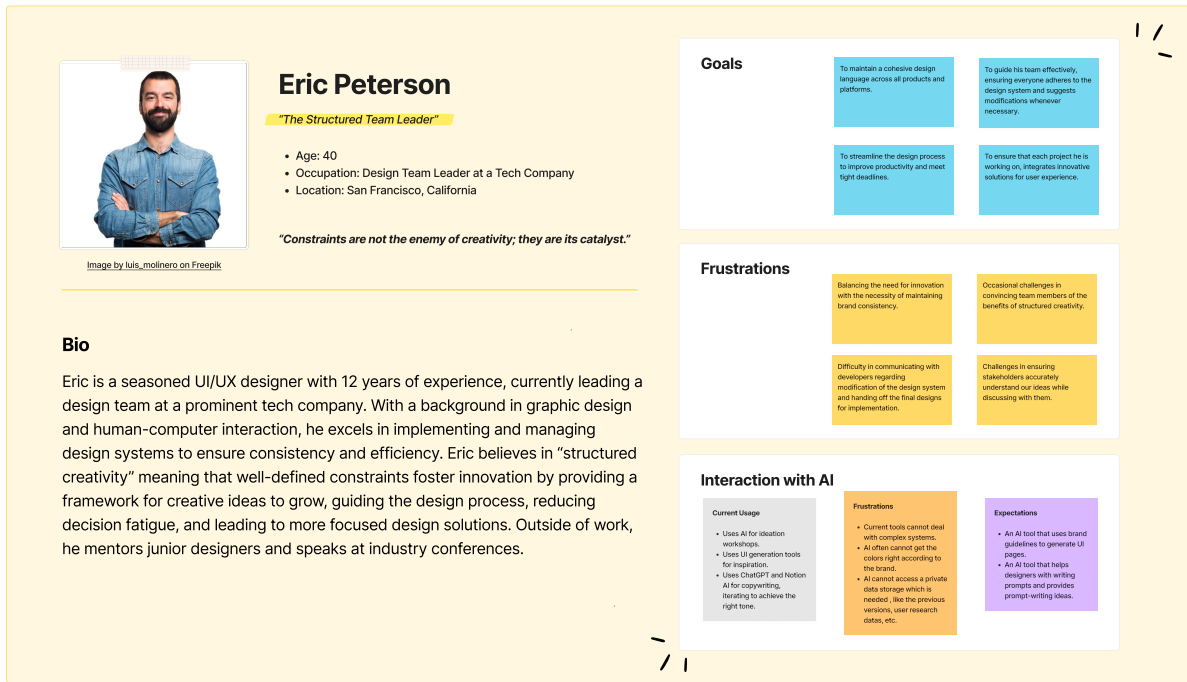 Eric Peterson
“The Structured Team Leader”
• Age: 40
• Occupation: Design Team Leader at a Tech Company
• Location: San Francisco, California
“Constraints are not the enemy of creativity; they are its catalyst.”
Image by luis_molinero on Freepik
Bio
Eric is a seasoned UI/UX designer with 12 years of experience, currently leading a
design team at a prominent tech company. With a background in graphic design
and human-computer interaction, he excels in implementing and managing
design systems to ensure consistency and efficiency. Eric believes in “structured
creativity” meaning that well-defined constraints foster innovation by providing a
framework for creative ideas to grow, guiding the design process, reducing
decision fatigue, and leading to more focused design solutions. Outside of work,
he mentors junior designers and speaks at industry conferences.
Goals
To maintain a cohesive design
language across all products and
platforms.
To guide his team effectively,
ensuring everyone adheres to the
design system and suggests
modifications whenever
necessary.
To streamline the design process
to improve productivity and meet
tight deadlines.
To ensure that each project he is
working on, integrates innovative
solutions for user experience.
Frustrations
Balancing the need for innovation
with the necessity of maintaining
brand consistency.
Occasional challenges in
convincing team members of the
benefits of structured creativity.
Difficulty in communicating with
developers regarding
modification of the design system
and handing off the final designs
for implementation.
Challenges in ensuring
stakeholders accurately
understand our ideas while
discussing with them.
Interaction with AI
Current Usage
• Uses AI for ideation
workshops.
• Uses UI generation tools
for inspiration.
• Uses ChatGPT and Notion
AI for copywriting,
iterating to achieve the
right tone.
Frustrations
• Current tools cannot deal
with complex systems.
• AI often cannot get the
colors right according to
the brand.
• AI cannot access a private
data storage which is
needed , like the previous
versions, user research
datas, etc.
Expectations
• An AI tool that uses brand
guidelines to generate UI
pages.
• An AI tool that helps
designers with writing
prompts and provides
prompt-writing ideas.